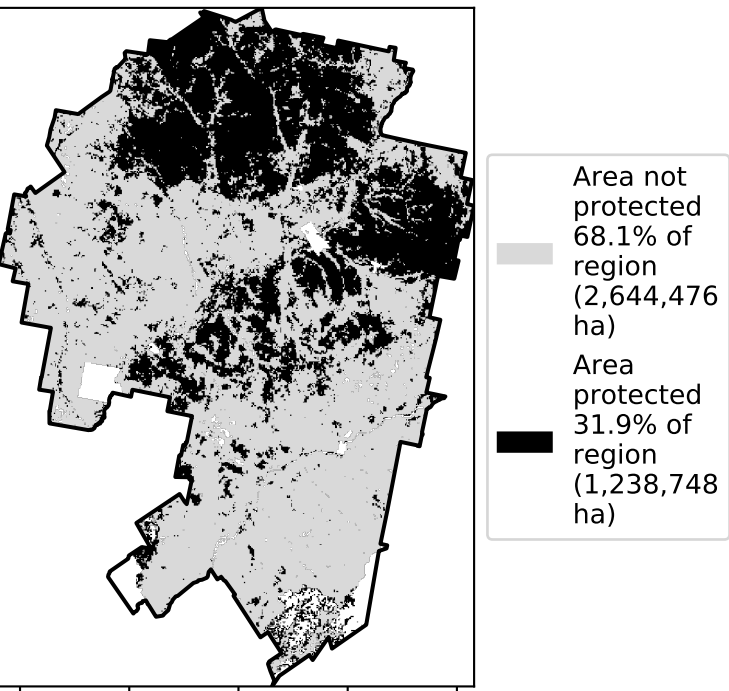 Area not
protected
68.1% of
region
(2,644,476
ha)
Area
protected
31.9% of
region
(1,238,748
ha)